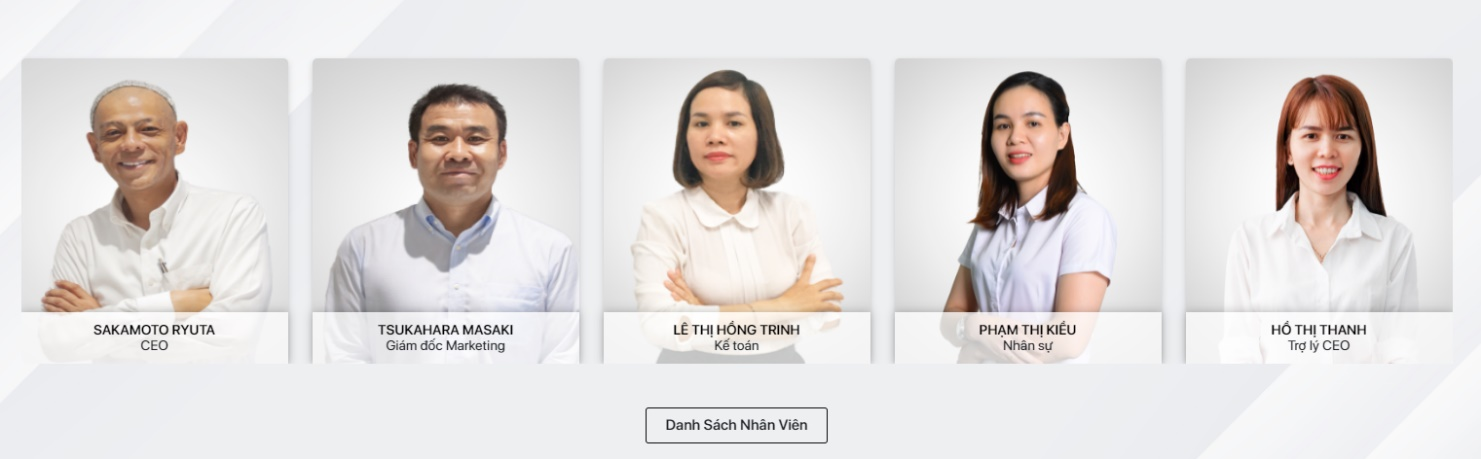 SAKAMOTO RYUTA
CEO
TSUKAHARA MASAKI
Giám đốc Marketing
LÊ THỊ HỒNG TRINH
Kế toán
PHẠM THỊ KIỀU
Nhân sự
HỒ THỊ THANH
Trợ lý CEO
Danh Sách Nhân Viên